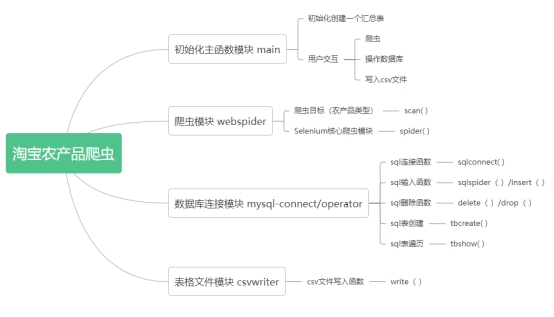 淘宝农产品爬虫
初始化主函数模块 main
初始化创建一个汇总表
用户交互
爬虫
操作数据库
写入csv文件
爬虫模块 webspider
爬虫目标（农产品类型） scan( )
Selenium核心爬虫模块 spider( )
数据库连接模块 mysql-connect/operator
sql连接函数 sqlconnect( )
sql输入函数 sqlspider（）/insert（）
sql删除函数 delete（）/drop（）
sql表创建 tbcreate( )
sql表遍历 tbshow( )
表格文件模块 csvwriter
csv文件写入函数 write（）